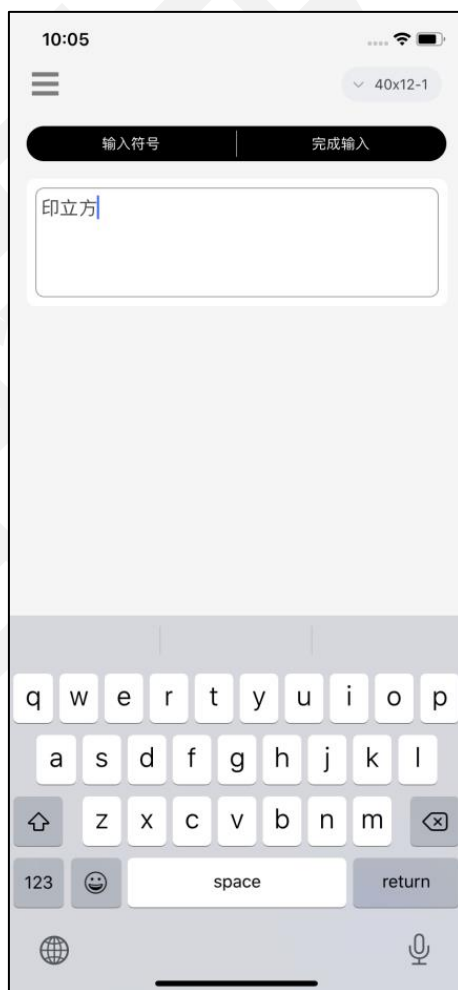 10:05
40x12-1
输入符号 完成输入
印立方
q w e r t y u i o p
a s d f g h j k l
z x c v b n m
123 space return